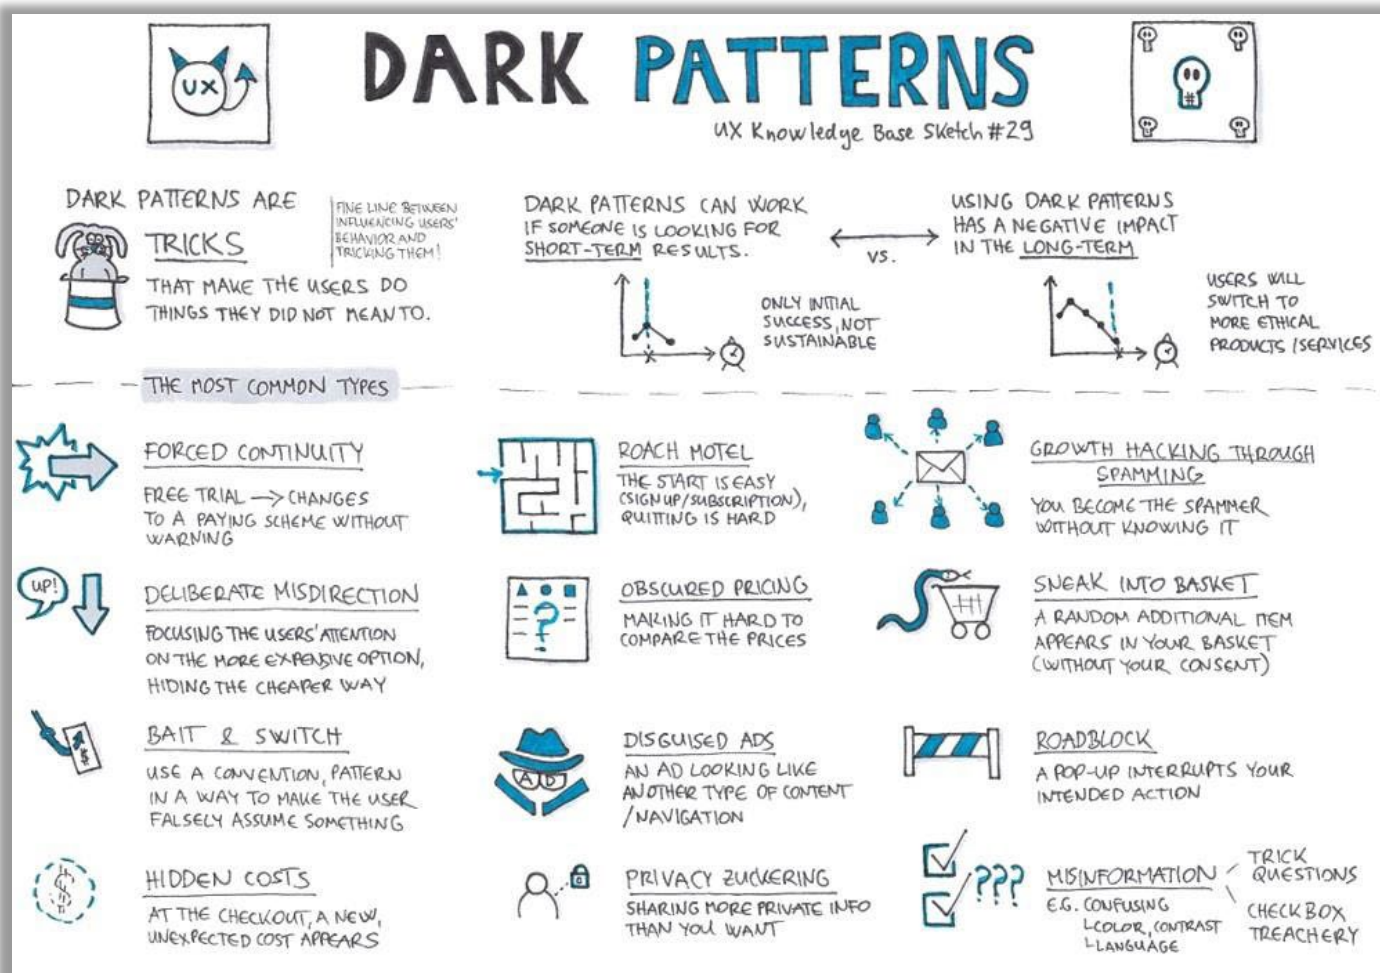 UX
DARK PATTERNS
UX Knowledge Base Sketch #29
DARK PATTERNS ARE
TRICKS
THAT MAKE THE USERS DO
THINGS THEY DID NOT MEAN TO.
FINE LINE BETWEEN
INFLUENCING USERS'
BEHAVIOR AND
TRICKING THEM!
DARK PATTERNS CAN WORK
IF SOMEONE IS LOOKING FOR
SHORT-TERM RESULTS.
ONLY INITIAL
SUCCESS, NOT
SUSTAINABLE
VS.
USING DARK PATTERNS
HAS A NEGATIVE IMPACT
IN THE LONG-TERM
USERS WILL
SWITCH TO
MORE ETHICAL
PRODUCTS/SERVICES
THE MOST COMMON TYPES
FORCED CONTINUITY
FREE TRIAL → CHANGES
TO A PAYING SCHEME WITHOUT
WARNING
ROACH MOTEL
THE START IS EASY
(SIGNUP/SUBSCRIPTION),
QUITTING IS HARD
GROWTH HACKING THROUGH
SPAMMING
YOU BECOME THE SPAMMER
WITHOUT KNOWING IT
UP!
DELIBERATE MISDIRECTION
FOCUSING THE USERS' ATTENTION
ON THE MORE EXPENSIVE OPTION,
HIDING THE CHEAPER WAY
?
OBSCURED PRICING
MAKING IT HARD TO
COMPARE THE PRICES
SNEAK INTO BASKET
A RANDOM ADDITIONAL ITEM
APPEARS IN YOUR BASKET
(WITHOUT YOUR CONSENT)
BAIT & SWITCH
USE A CONVENTION, PATTERN
IN A WAY TO MAKE THE USER
FALSELY ASSUME SOMETHING
AD
DISGUISED ADS
AN AD LOOKING LIKE
ANOTHER TYPE OF CONTENT
/NAVIGATION
ROADBLOCK
A POP-UP INTERRUPTS YOUR
INTENDED ACTION
$
HIDDEN COSTS
AT THE CHECKOUT, A NEW,
UNEXPECTED COST APPEARS
PRIVACY ZUCKERING
SHARING MORE PRIVATE INFO
THAN YOU WANT
???
MISINFORMATION
E.G. CONFUSING
COLOR, CONTRAST
LANGUAGE
TRICK
QUESTIONS
CHECKBOX
TREACHERY